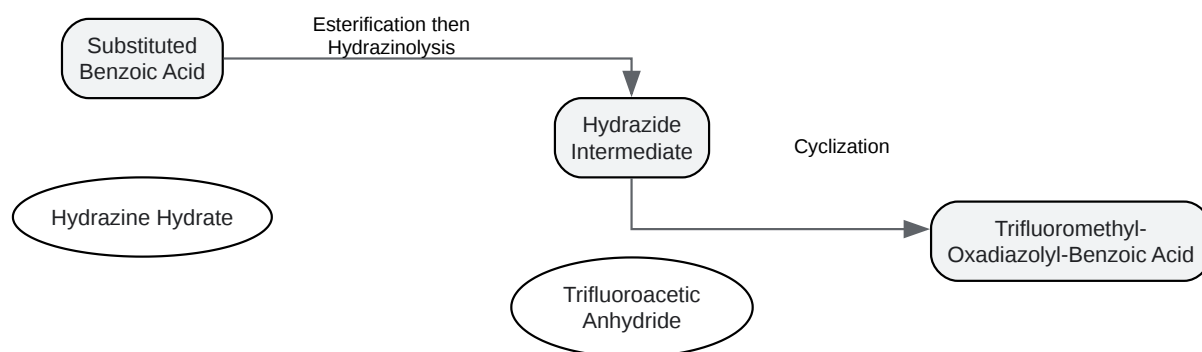 Substituted
Benzoic Acid
Esterification then
Hydrazinolysis
Hydrazide
Intermediate
Cyclization
Hydrazine Hydrate
Trifluoromethyl-
Oxadiazolyl-Benzoic Acid
Trifluoroacetic
Anhydride